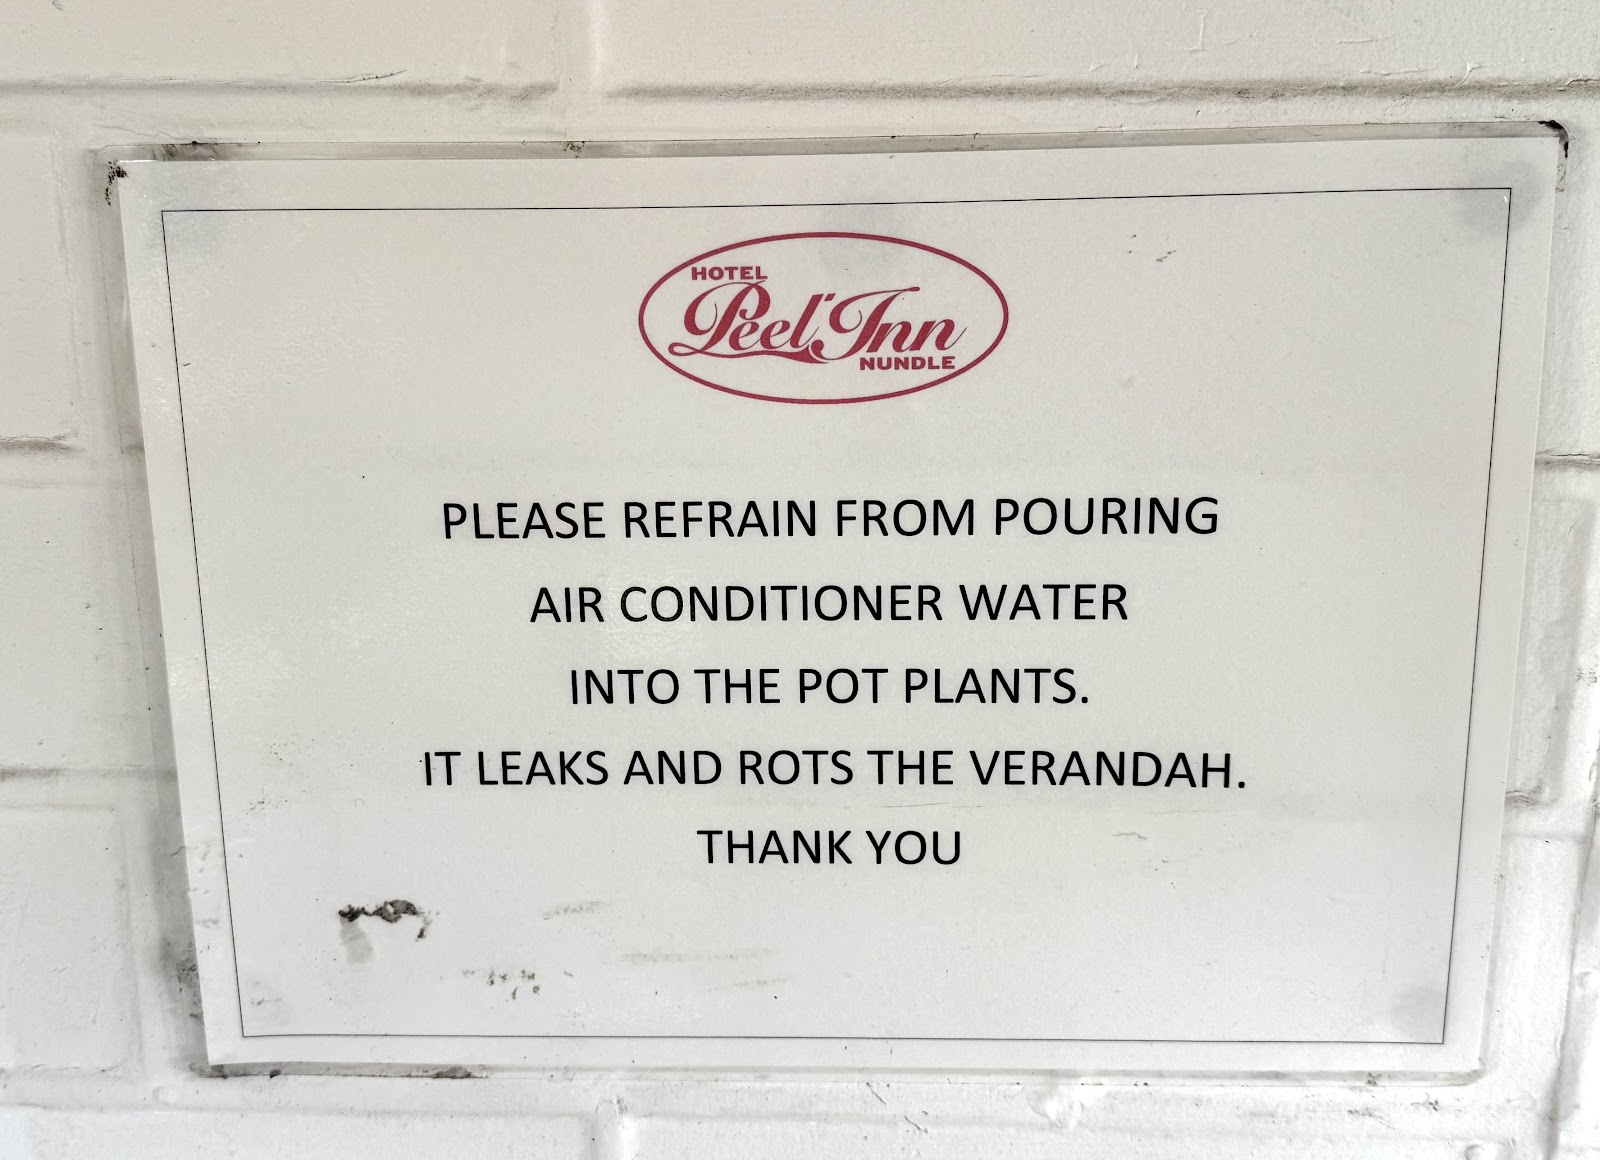 HOTEL
Peel Inn
NUNDLE
PLEASE REFRAIN FROM POURING
AIR CONDITIONER WATER
INTO THE POT PLANTS.
IT LEAKS AND ROTS THE VERANDAH.
THANK YOU